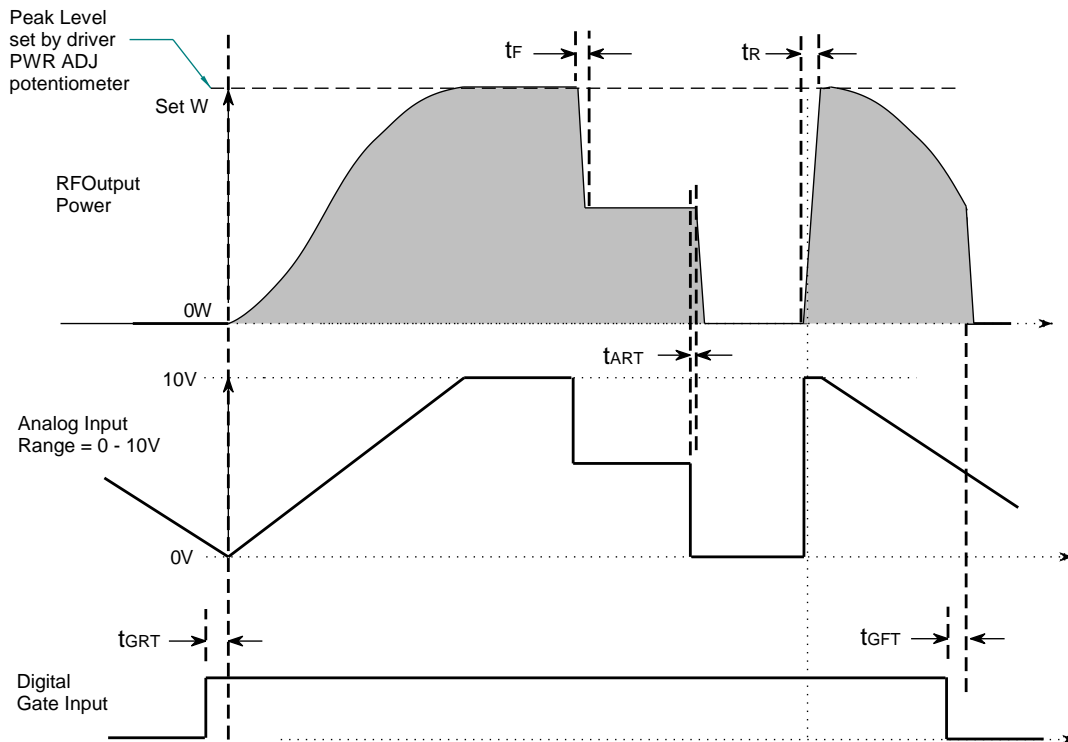 Peak Level
set by driver
PWR ADJ
potentiometer
tF
tR
Set W
RFOutput
Power
0W
tART
10V
Analog Input
Range = 0 - 10V
0V
tGRT
tGFT
Digital
Gate Input